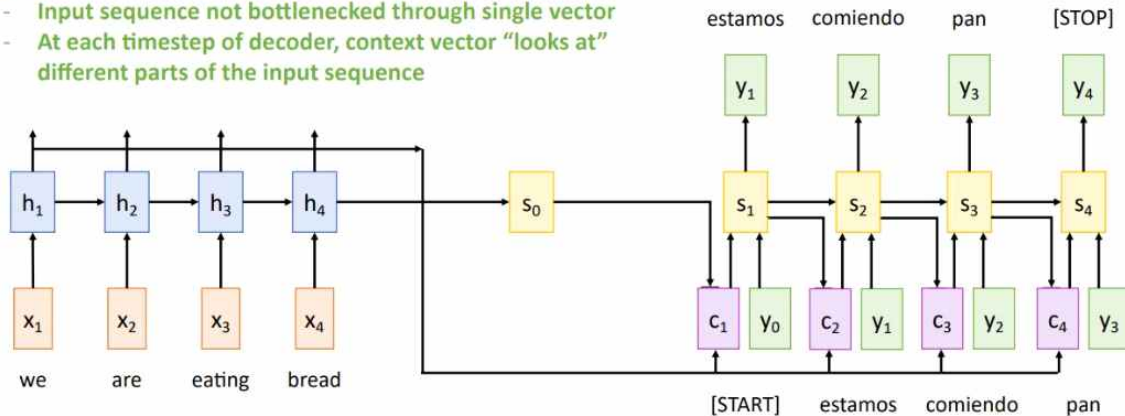 - Input sequence not bottlenecked through single vector
- At each timestep of decoder, context vector “looks at”
different parts of the input sequence
estamos comiendo pan [STOP]
y₁ y₂ y₃ y₄
h₁ h₂ h₃ h₄ s₀ s₁ s₂ s₃ s₄
x₁ x₂ x₃ x₄ c₁ y₀ c₂ y₁ c₃ y₂ c₄ y₃
we are eating bread
[START] estamos comiendo pan